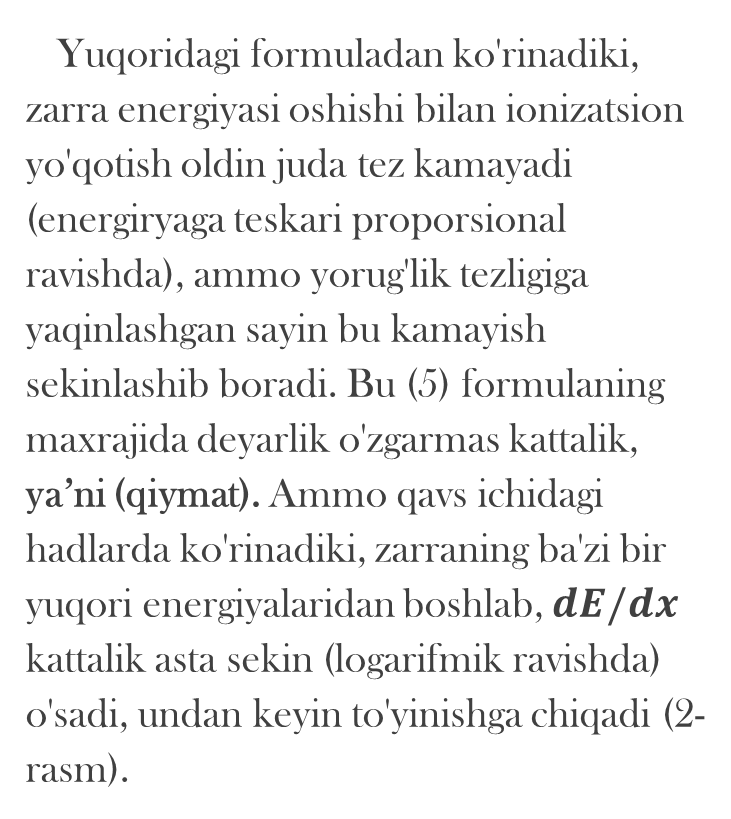 Yuqoridagi formuladan ko'rinadiki,
zarra energiyasi oshishi bilan ionizatsion
yo'qotish oldin juda tez kamayadi
(energiryaga teskari proporsional
ravishda), ammo yorug'lik tezligiga
yaqinlashgan sayin bu kamayish
sekinlashib boradi. Bu (5) formulaning
maxrajida deyarlik o'zgarmas kattalik,
ya’ni (qiymat). Ammo qavs ichidagi
hadlarda ko'rinadiki, zarraning ba'zi bir
yuqori energiyalaridan boshlab, dE/dx
kattalik asta sekin (logarifmik ravishda)
o'sadi, undan keyin to'yinishga chiqadi (2-
rasm).